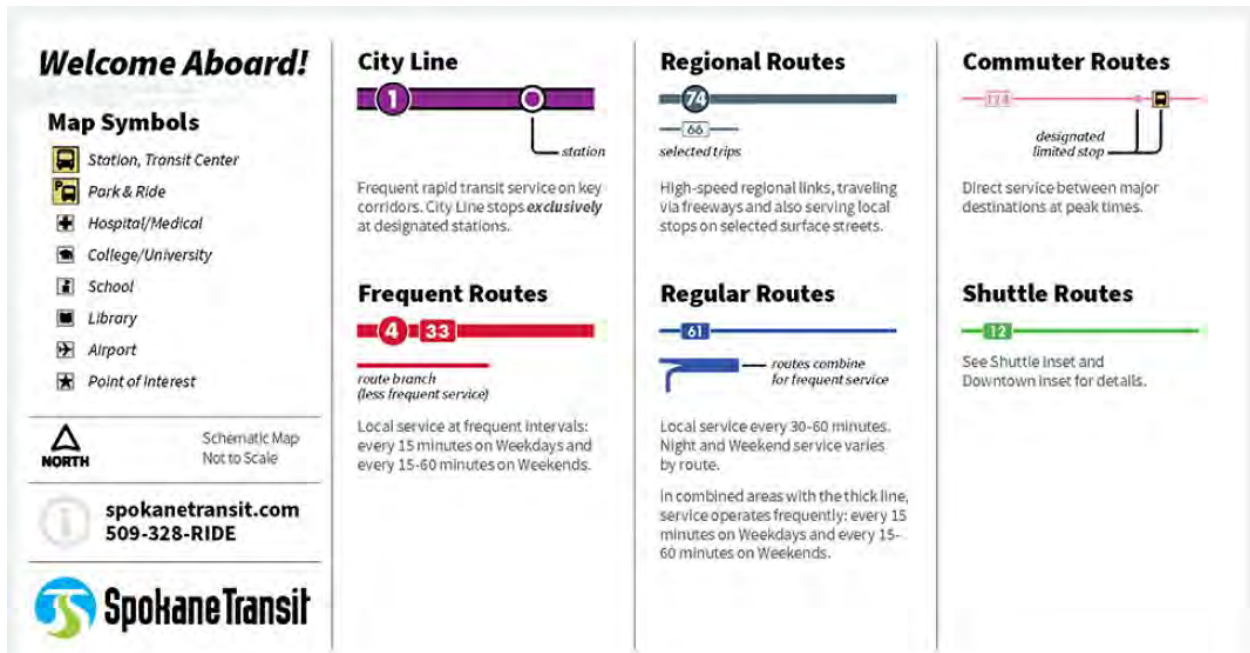 Welcome Aboard!
Map Symbols
Station, Transit Center
P
Park & Ride
Hospital/Medical
College/University
School
Library
Airport
Point of Interest
NORTH
Schematic Map
Not to Scale
i
spokanetransit.com
509-328-RIDE
Spokane Transit
City Line
1
station
Frequent rapid transit service on key
corridors. City Line stops exclusively
at designated stations.
Frequent Routes
4 33
route branch
(less frequent service)
Local service at frequent intervals:
every 15 minutes on Weekdays and
every 15-60 minutes on Weekends.
Regional Routes
74
66
selected trips
High-speed regional links, traveling
via freeways and also serving local
stops on selected surface streets.
Regular Routes
61
routes combine
for frequent service
Local service every 30-60 minutes.
Night and Weekend service varies
by route.
In combined areas with the thick line,
service operates frequently: every 15
minutes on Weekdays and every 15-
60 minutes on Weekends.
Commuter Routes
174
designated
limited stop
Direct service between major
destinations at peak times.
Shuttle Routes
12
See Shuttle Inset and
Downtown Inset for details.